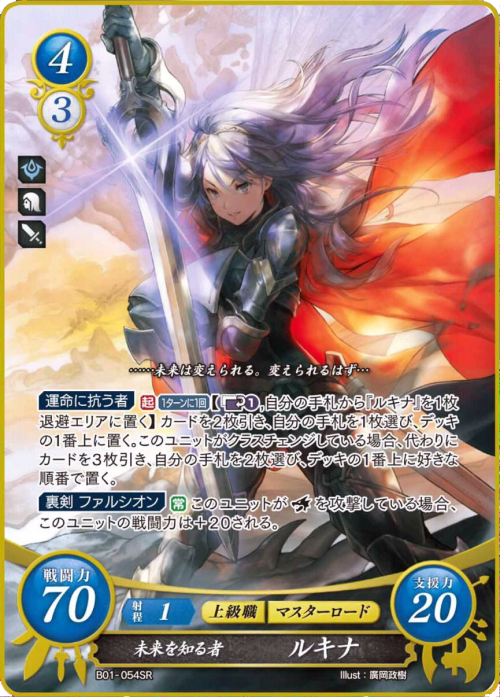 4
3
……未来は変えられる。変えられるはず…
運命に抗う者 起 1ターンに1回 【 1,自分の手札から『ルキナ』を1枚
退避エリアに置く】カードを2枚引き、自分の手札を1枚選び、デッキ
の1番上に置く。このユニットがクラスチェンジしている場合、代わりに
カードを3枚引き、自分の手札を2枚選び、デッキの1番上に好きな
順番で置く。
裏剣 ファルシオン 常 このユニットが を攻撃している場合、
このユニットの戦闘力は+20される。
戦闘力
70
射程 1
上級職 マスターロード
支援力
20
未来を知る者 ルキナ
B01-054SR
Illust:廣岡政樹